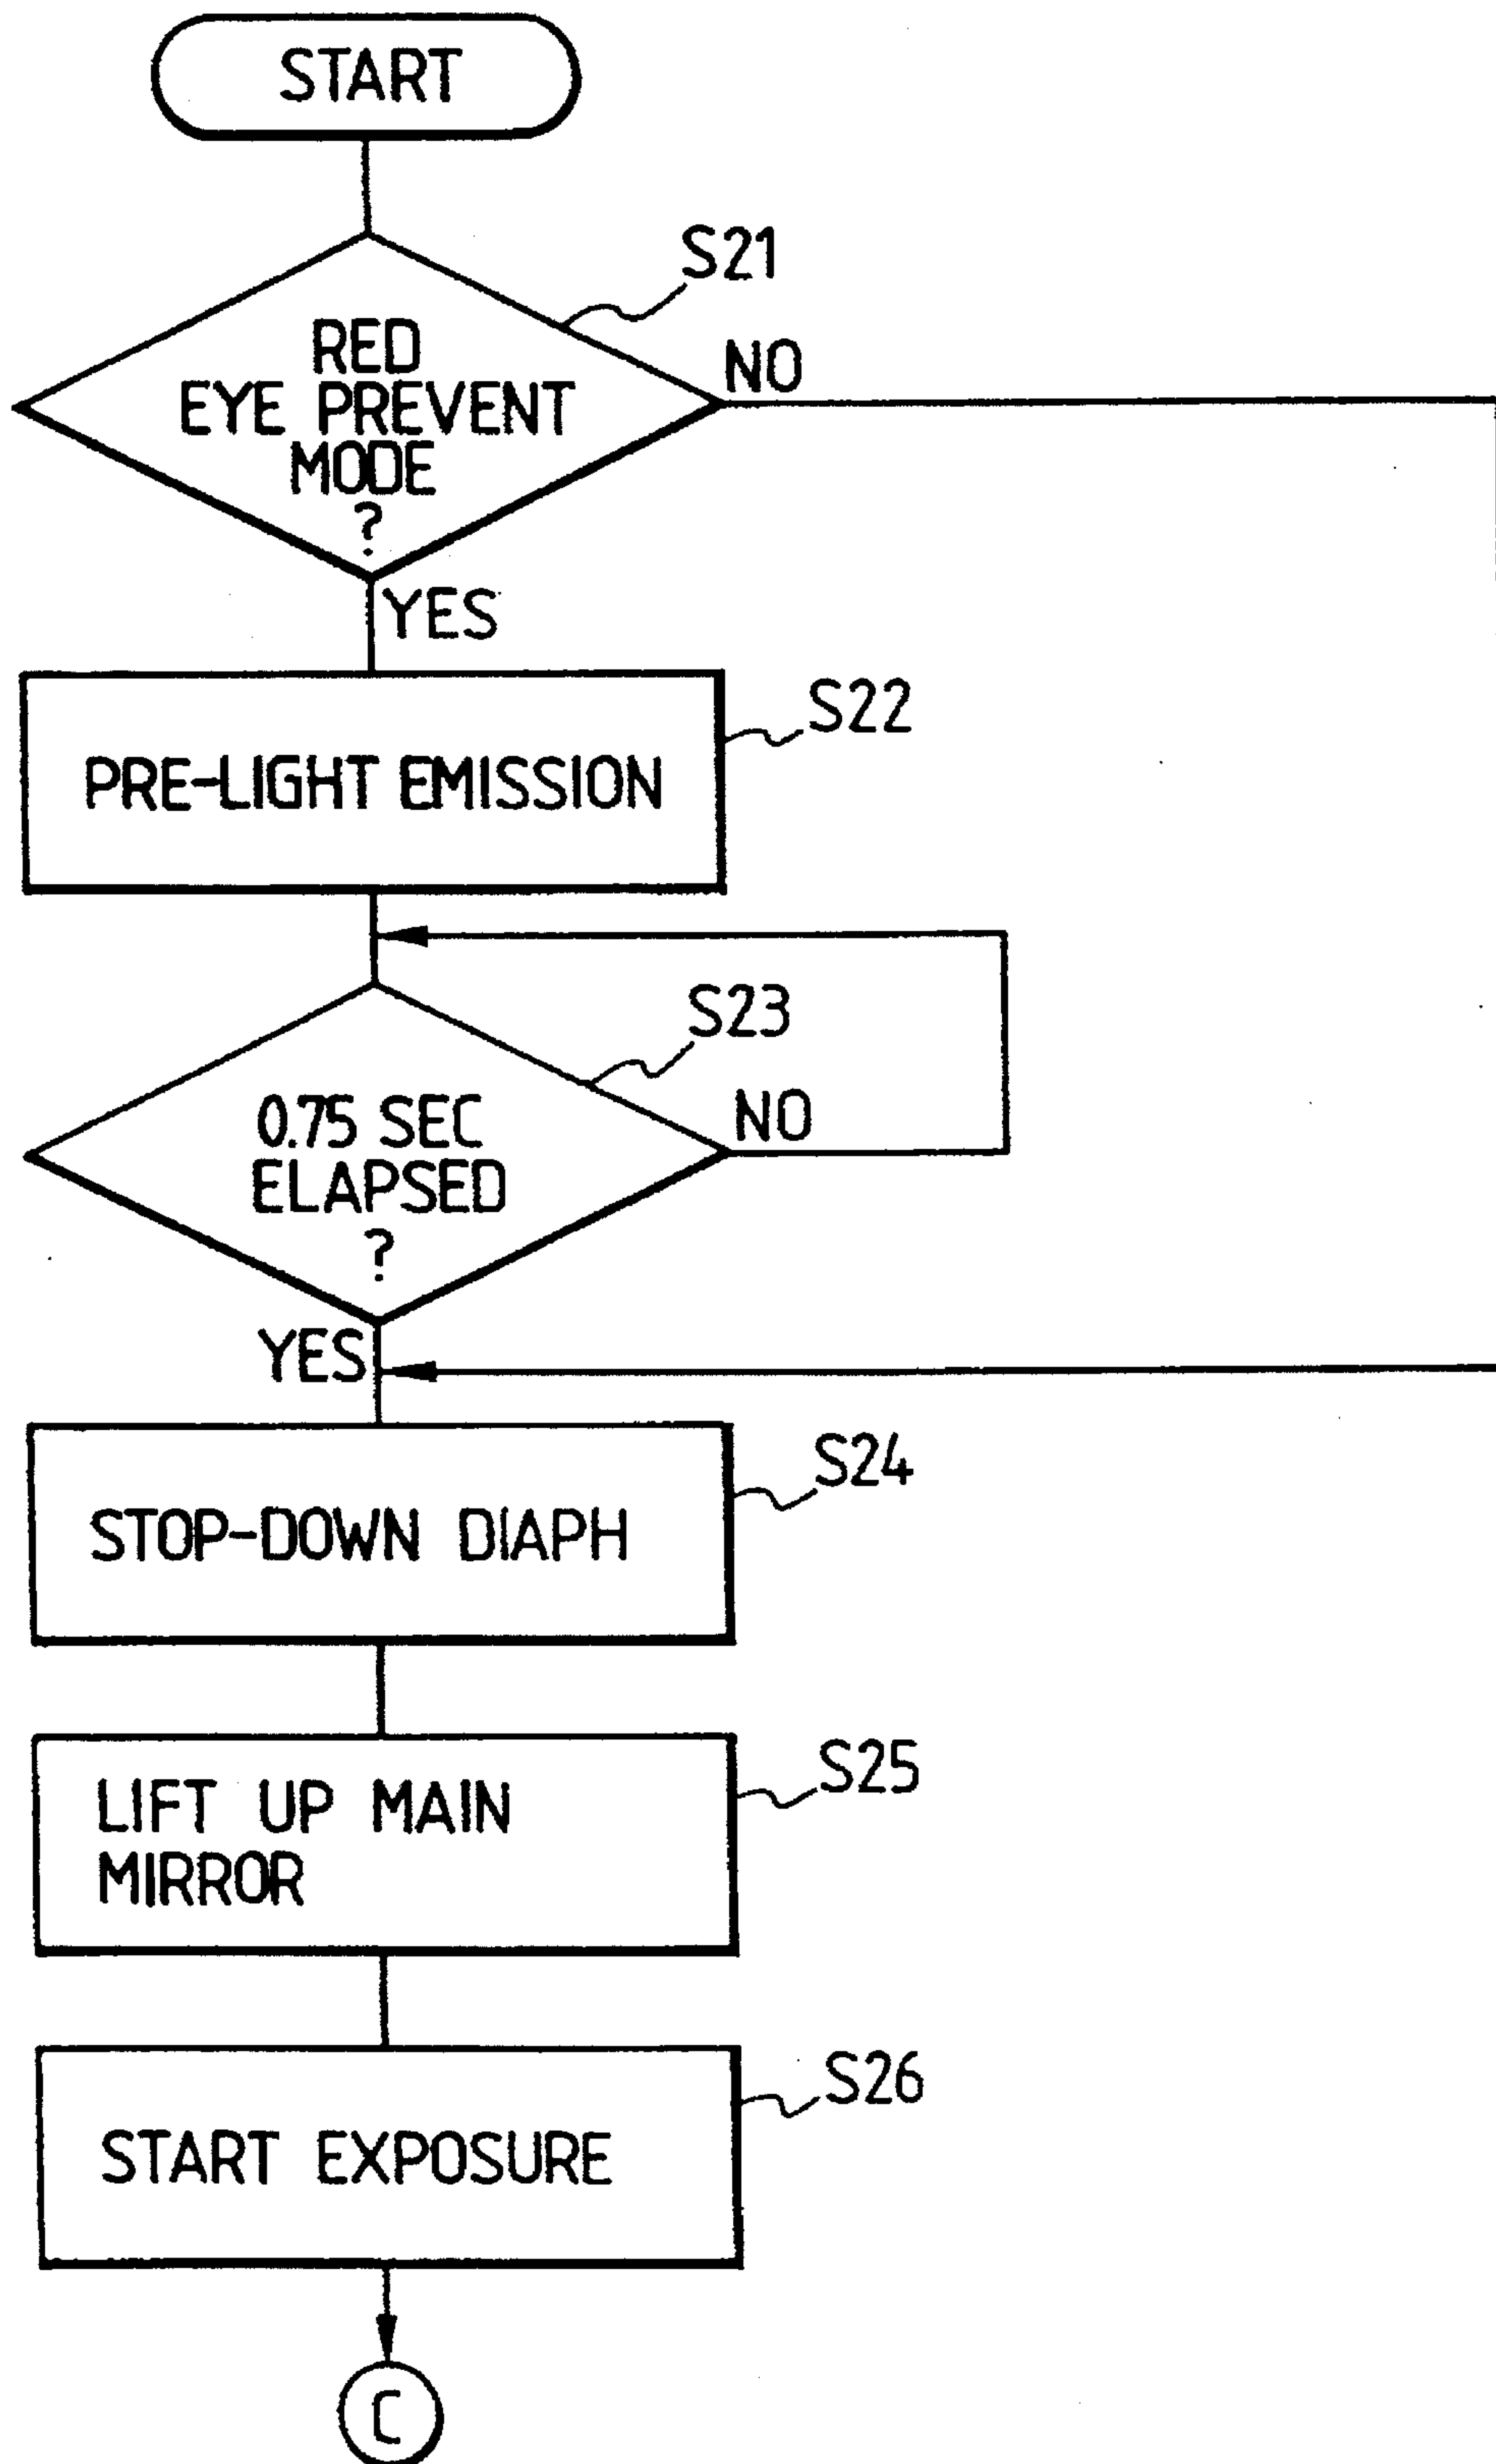 START
S21
RED
EYE PREVENT
MODE
?
NO
YES
S22
PRE-LIGHT EMISSION
S23
0.75 SEC
ELAPSED
?
NO
YES
S24
STOP-DOWN DIAPH
S25
LIFT UP MAIN
MIRROR
S26
START EXPOSURE
C